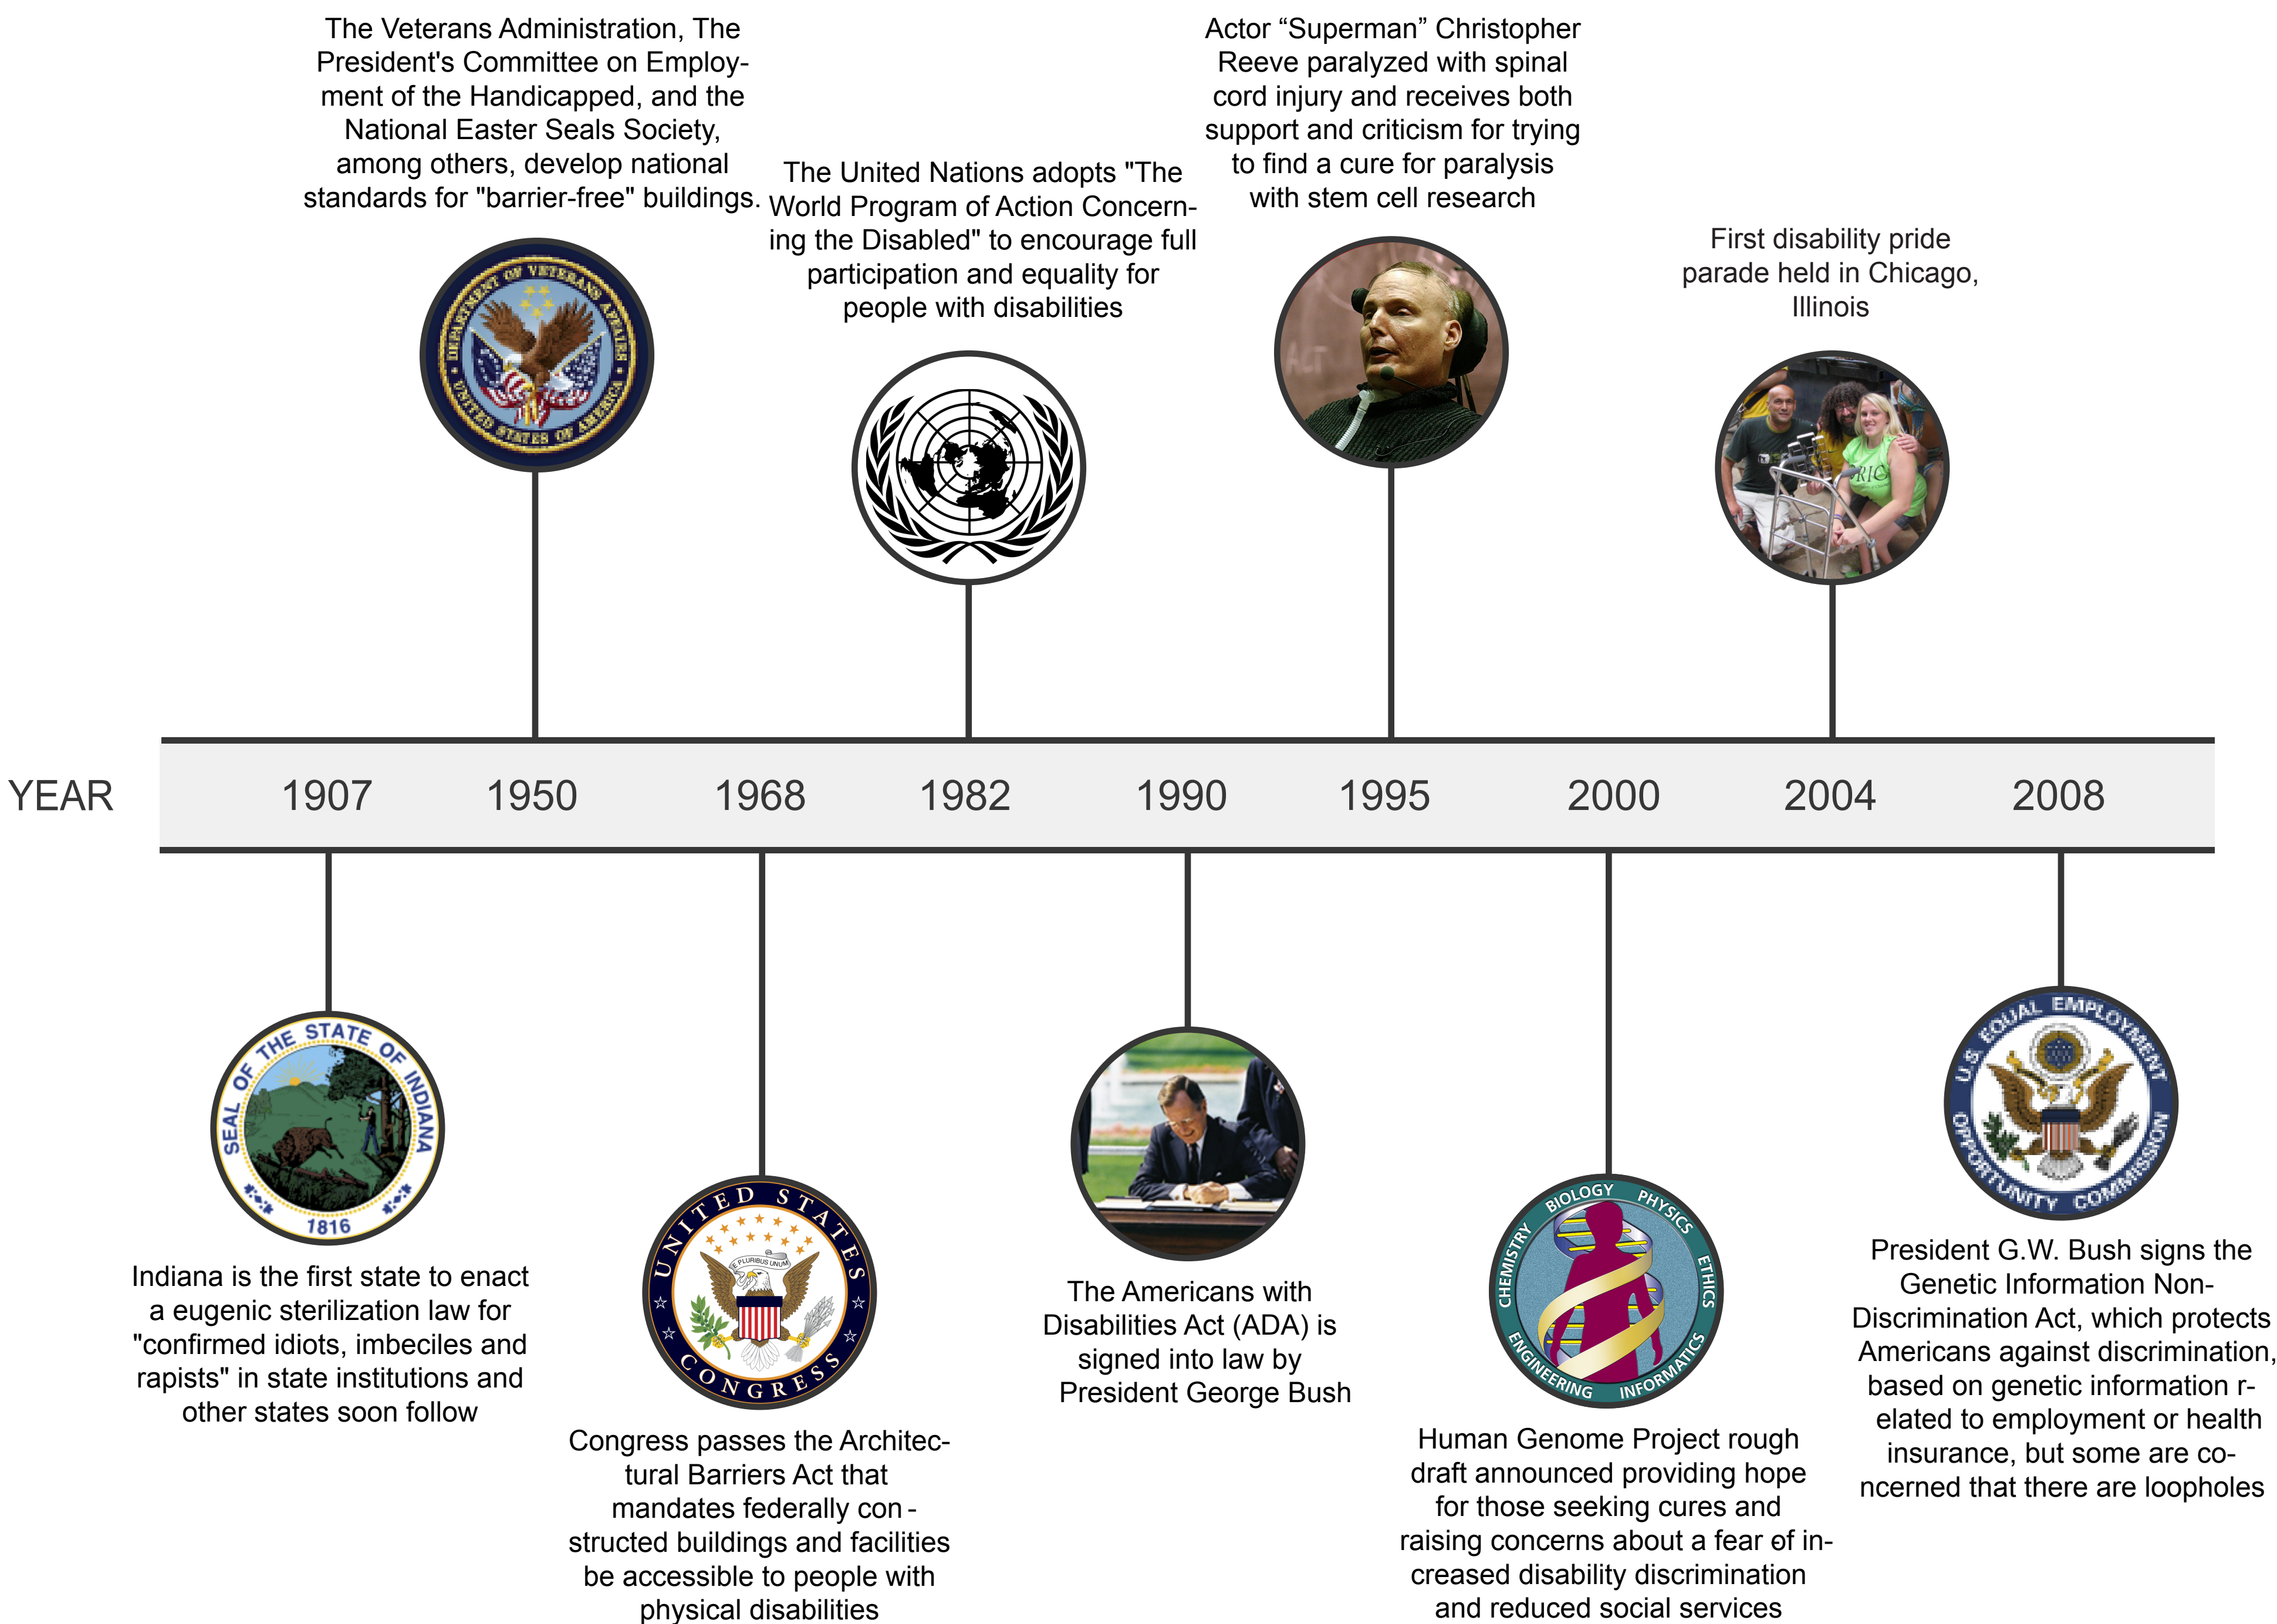 The Veterans Administration, The
President's Committee on Employ-
ment of the Handicapped, and the
National Easter Seals Society,
among others, develop national
standards for "barrier-free" buildings.
The United Nations adopts "The
World Program of Action Concern-
ing the Disabled" to encourage full
participation and equality for
people with disabilities
Actor “Superman” Christopher
Reeve paralyzed with spinal
cord injury and receives both
support and criticism for trying
to find a cure for paralysis
with stem cell research
First disability pride
parade held in Chicago,
Illinois
DEPARTMENT OF VETERANS AFFAIRS
UNITED STATES OF AMERICA
ACT
RIC
YEAR 1907 1950 1968 1982 1990 1995 2000 2004 2008
SEAL OF THE STATE OF INDIANA
1816
Indiana is the first state to enact
a eugenic sterilization law for
"confirmed idiots, imbeciles and
rapists" in state institutions and
other states soon follow
UNITED STATES
E PLURIBUS UNUM
CONGRESS
Congress passes the Architec-
tural Barriers Act that
mandates federally con -
structed buildings and facilities
be accessible to people with
physical disabilities
The Americans with
Disabilities Act (ADA) is
signed into law by
President George Bush
CHEMISTRY BIOLOGY PHYSICS ETHICS
ENGINEERING INFORMATICS
Human Genome Project rough
draft announced providing hope
for those seeking cures and
raising concerns about a fear of in-
creased disability discrimination
and reduced social services
U.S. EQUAL EMPLOYMENT
OPPORTUNITY COMMISSION
President G.W. Bush signs the
Genetic Information Non-
Discrimination Act, which protects
Americans against discrimination,
based on genetic information r-
elated to employment or health
insurance, but some are co-
ncerned that there are loopholes